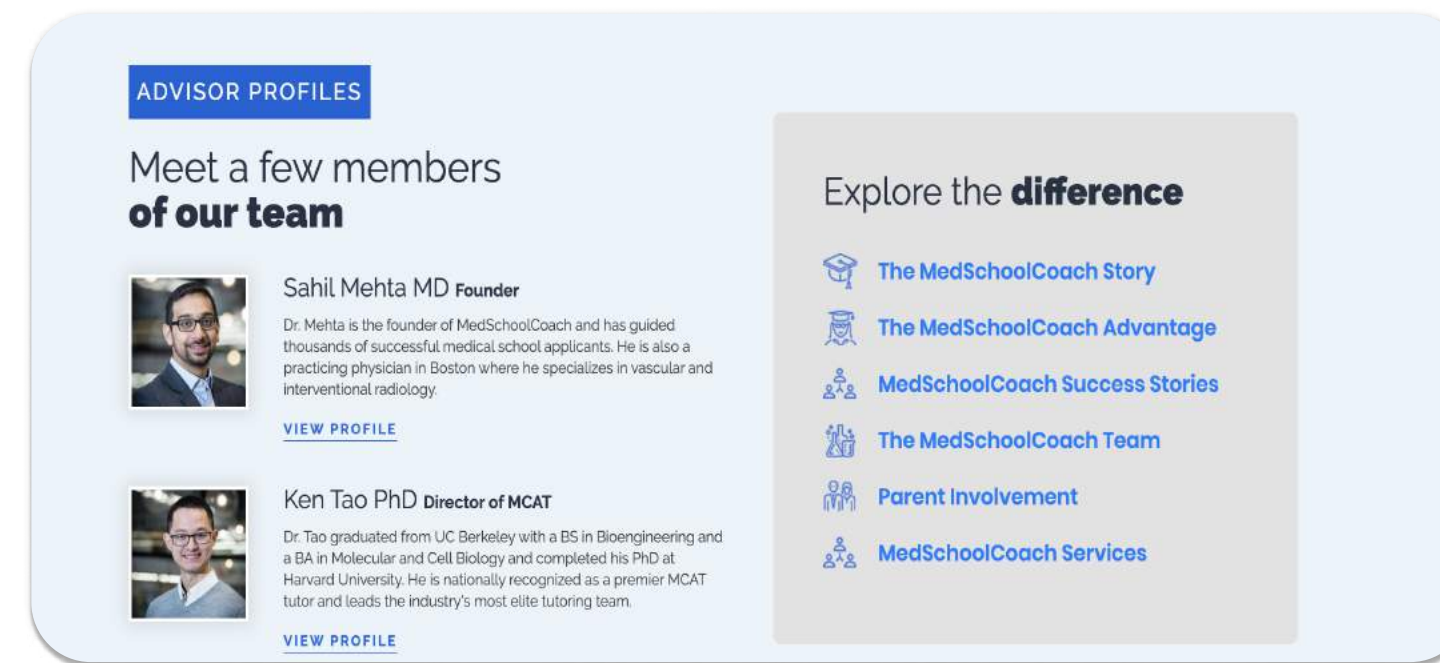 ADVISOR PROFILES
Meet a few members
of our team
Sahil Mehta MD Founder
Dr. Mehta is the founder of MedSchoolCoach and has guided
thousands of successful medical school applicants. He is also a
practicing physician in Boston where he specializes in vascular and
interventional radiology.
VIEW PROFILE
Ken Tao PhD Director of MCAT
Dr. Tao graduated from UC Berkeley with a BS in Bioengineering and
a BA in Molecular and Cell Biology and completed his PhD at
Harvard University. He is nationally recognized as a premier MCAT
tutor and leads the industry's most elite tutoring team.
VIEW PROFILE
Explore the difference
The MedSchoolCoach Story
The MedSchoolCoach Advantage
MedSchoolCoach Success Stories
The MedSchoolCoach Team
Parent Involvement
MedSchoolCoach Services